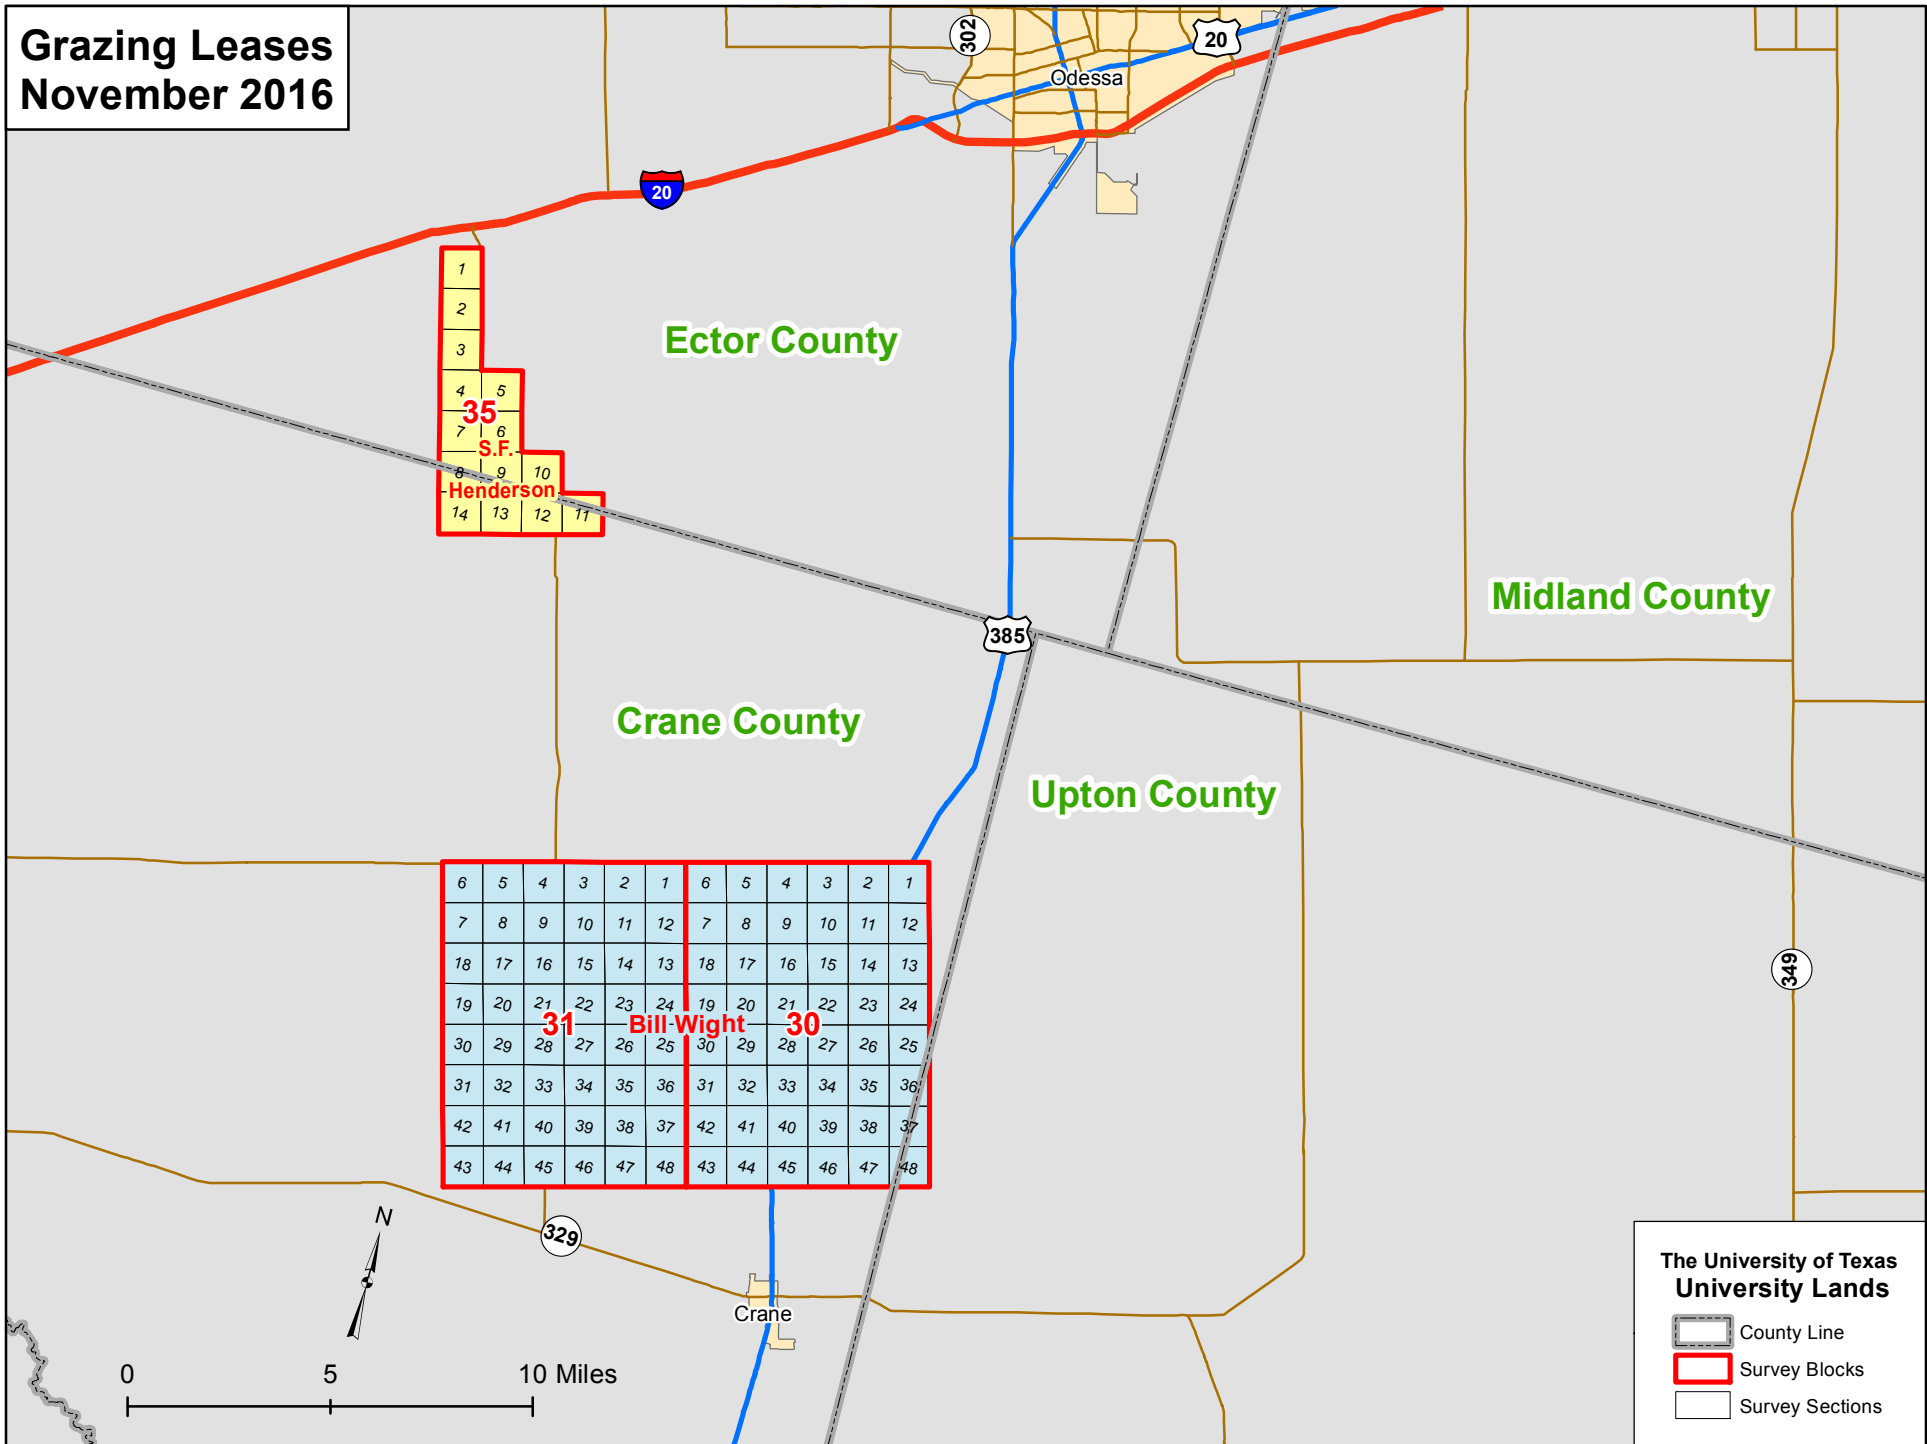 Grazing Leases
November 2016
302
20
Odessa
20
1
2
3
Ector County
4 5
35
7 6
S.F.
8 9 10
Henderson
14 13 12 11
Midland County
385
Crane County
Upton County
6 5 4 3 2 1 6 5 4 3 2 1
7 8 9 10 11 12 7 8 9 10 11 12
18 17 16 15 14 13 18 17 16 15 14 13
349
19 20 21 22 23 24 19 20 21 22 23 24
31 Bill Wight 30
30 29 28 27 26 25 30 29 28 27 26 25
31 32 33 34 35 36 31 32 33 34 35 36
42 41 40 39 38 37 42 41 40 39 38 37
43 44 45 46 47 48 43 44 45 46 47 48
N
329
Crane
0 5 10 Miles
The University of Texas
University Lands
County Line
Survey Blocks
Survey Sections